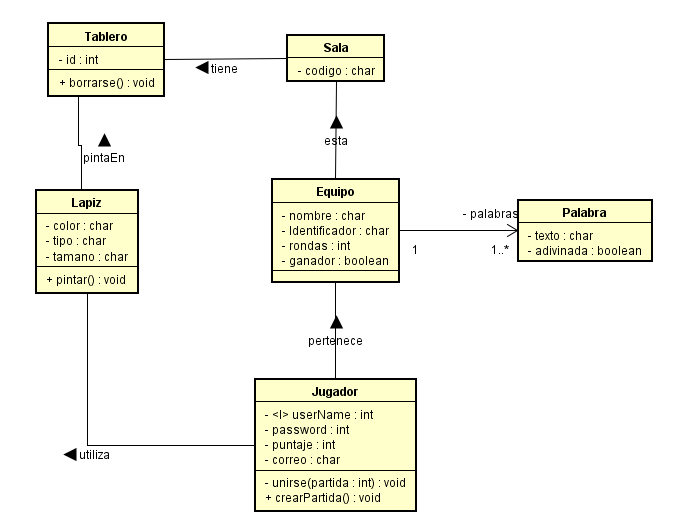 Tablero
- id : int
+ borrarse() : void
Sala
- codigo : char
tiene
esta
pintaEn
Lapiz
- color : char
- tipo : char
- tamano : char
+ pintar() : void
Equipo
- nombre : char
- Identificador : char
- rondas : int
- ganador : boolean
- palabras
1
1..*
Palabra
- texto : char
- adivinada : boolean
pertenece
utiliza
Jugador
- <I> userName : int
- password : int
- puntaje : int
- correo : char
- unirse(partida : int) : void
+ crearPartida() : void